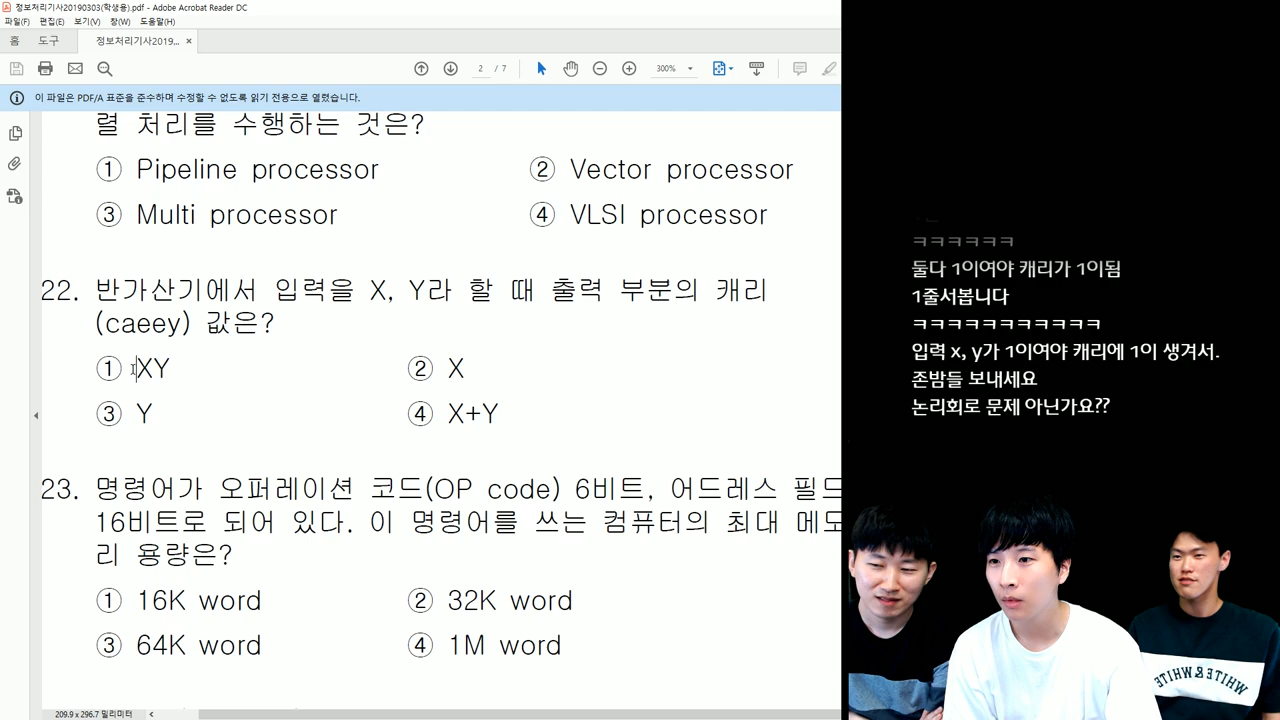 정보처리기사20190303(학생용).pdf - Adobe Acrobat Reader DC
파일(F) 편집(E) 보기(V) 창(W) 도움말(H)
홈 도구 정보처리기사2019... ×
2 / 7 300%
이 파일은 PDF/A 표준을 준수하며 수정할 수 없도록 읽기 전용으로 열렸습니다.
렬 처리를 수행하는 것은?
① Pipeline processor ② Vector processor
③ Multi processor ④ VLSI processor
22. 반가산기에서 입력을 X, Y라 할 때 출력 부분의 캐리
(caeey) 값은?
① XY ② X
③ Y ④ X+Y
23. 명령어가 오퍼레이션 코드(OP code) 6비트, 어드레스 필드
16비트로 되어 있다. 이 명령어를 쓰는 컴퓨터의 최대 메모
리 용량은?
① 16K word ② 32K word
③ 64K word ④ 1M word
209.9 x 296.7 밀리미터
ㅋㅋㅋㅋㅋㅋ
둘다 1이여야 캐리가 1이됨
1줄서봅니다
ㅋㅋㅋㅋㅋㅋㅋㅋㅋㅋㅋ
입력 x, y가 1이여야 캐리에 1이 생겨서.
존밤들 보내세요
논리회로 문제 아닌가요??
WHITE&WHITE